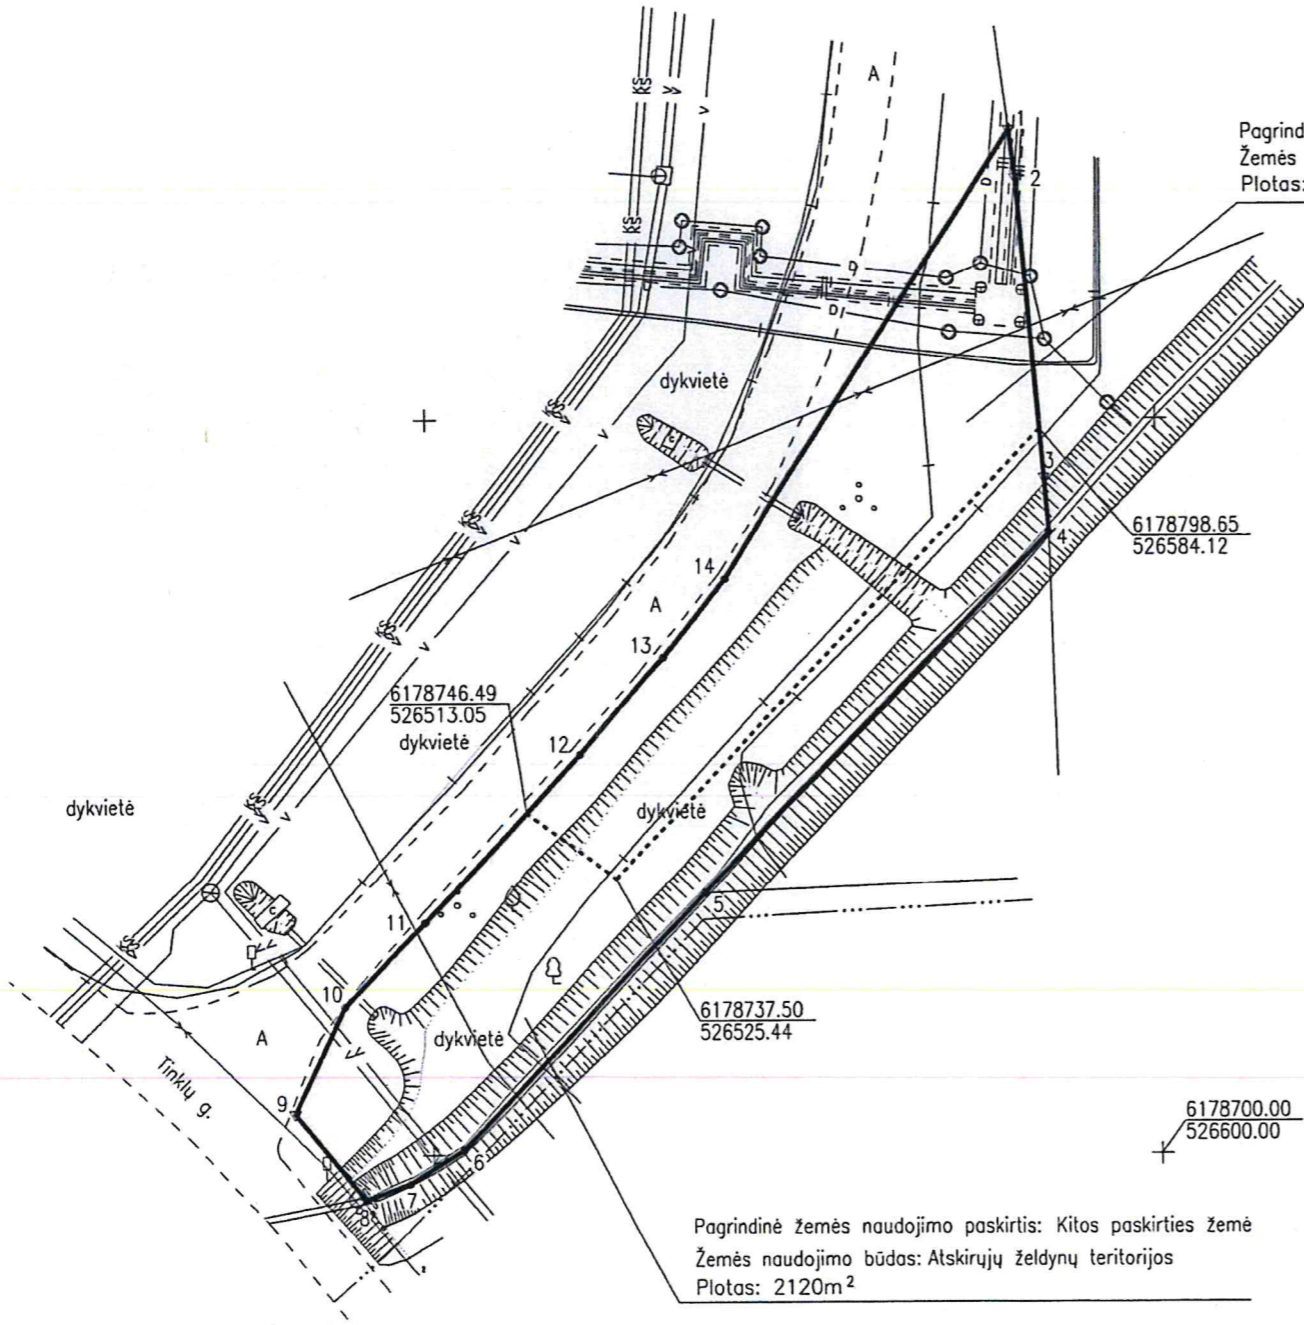 A
1
Pagrind
Žemės
2
Plotas:
KS
KS
V
V
V
D
KS
KS
D
D
dykvietė
V
3
6178798.65
526584.12
4
V
14
A
13
V
6178746.49
526513.05
12
dykvietė
dykvietė
dykvietė
V
5
11
10
6178737.50
526525.44
A
dykvietė
Tinklų g.
9
6178700.00
526600.00
6
7
8
Pagrindinė žemės naudojimo paskirtis: Kitos paskirties žemė
Žemės naudojimo būdas: Atskirųjų želdynų teritorijos
Plotas: 2120m²